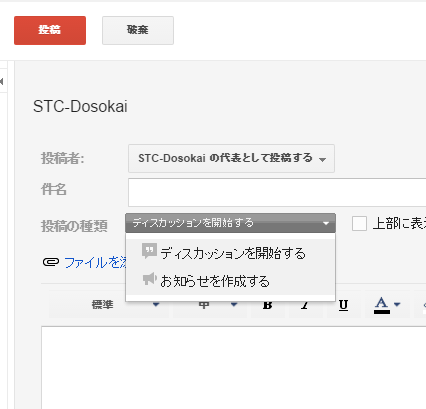 投稿
破棄
STC-Dosokai
投稿者:
STC-Dosokai の代表として投稿する
件名
投稿の種類
ディスカッションを開始する
上部に表
ディスカッションを開始する
お知らせを作成する
ファイルを
標準
中
B
I
U
A